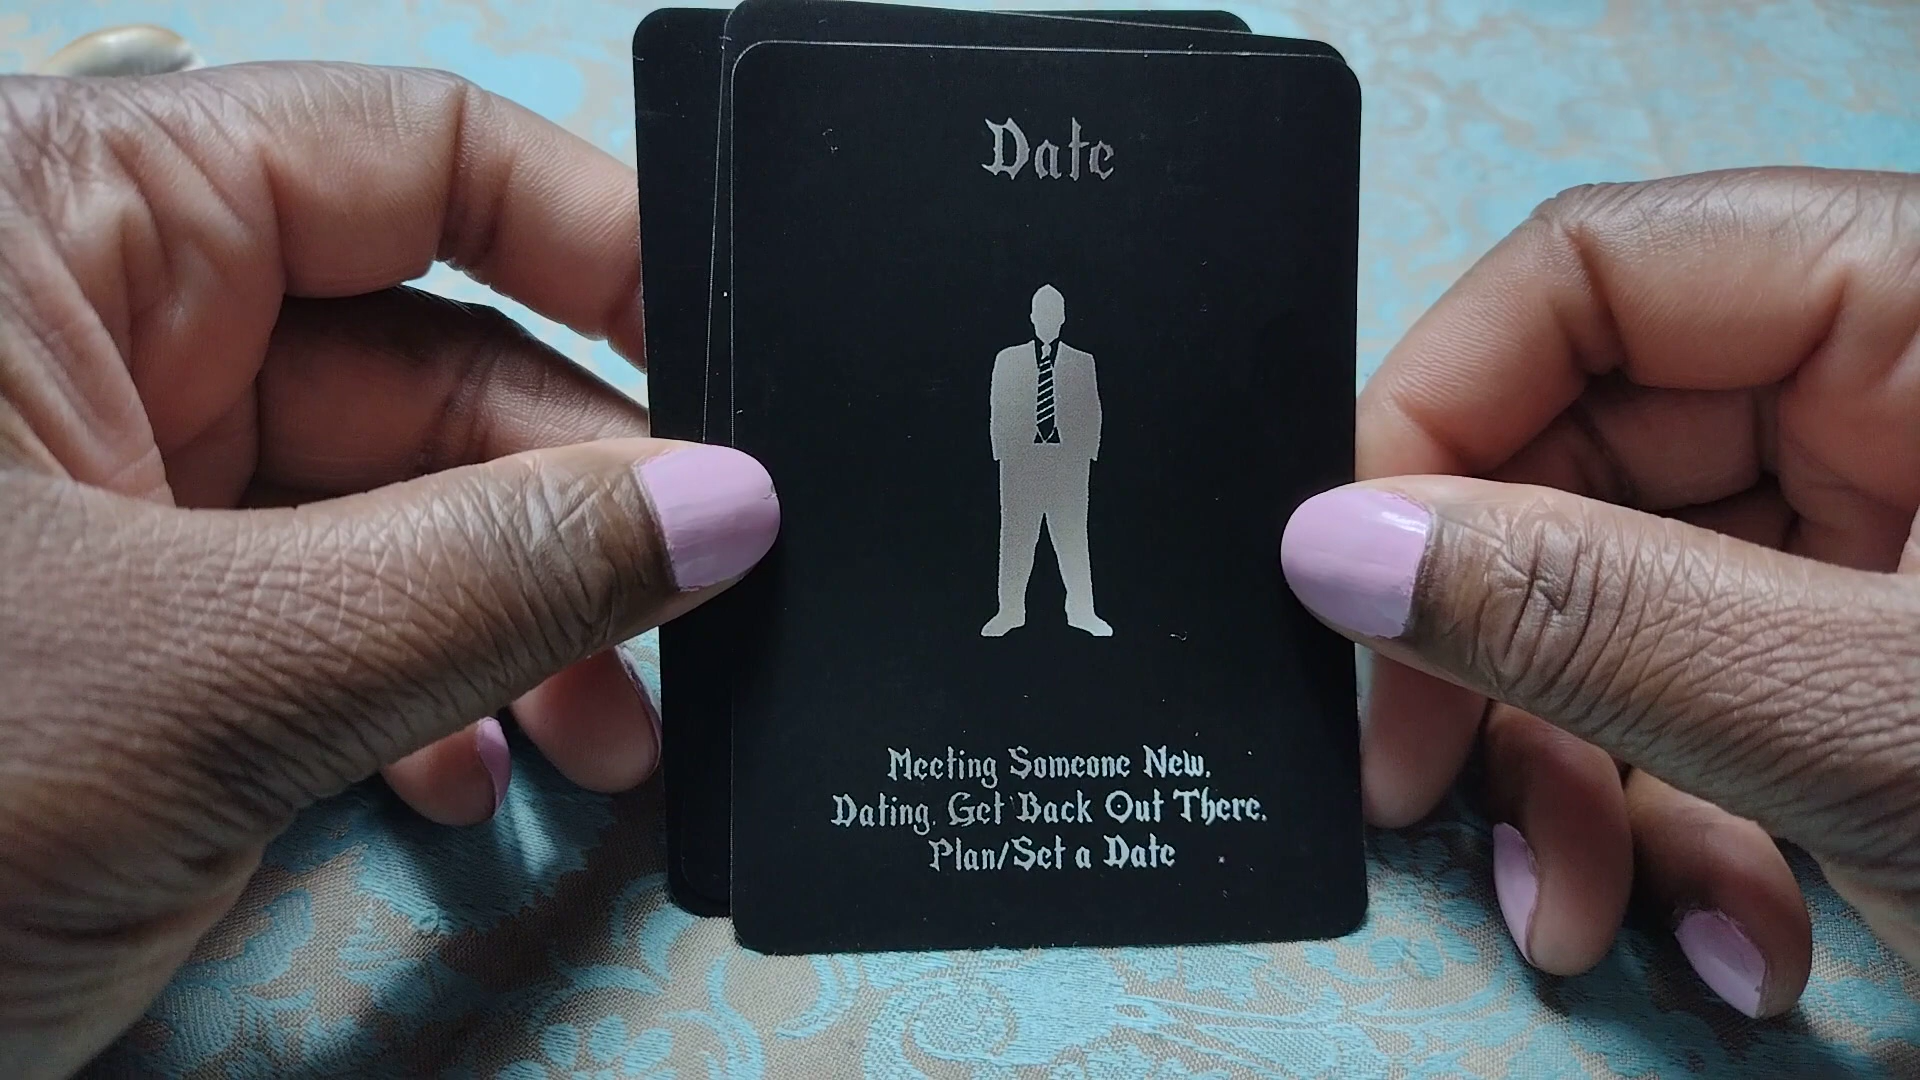 Date
Meeting Someone New.
Dating. Get Back Out There.
Plan/Set a Date